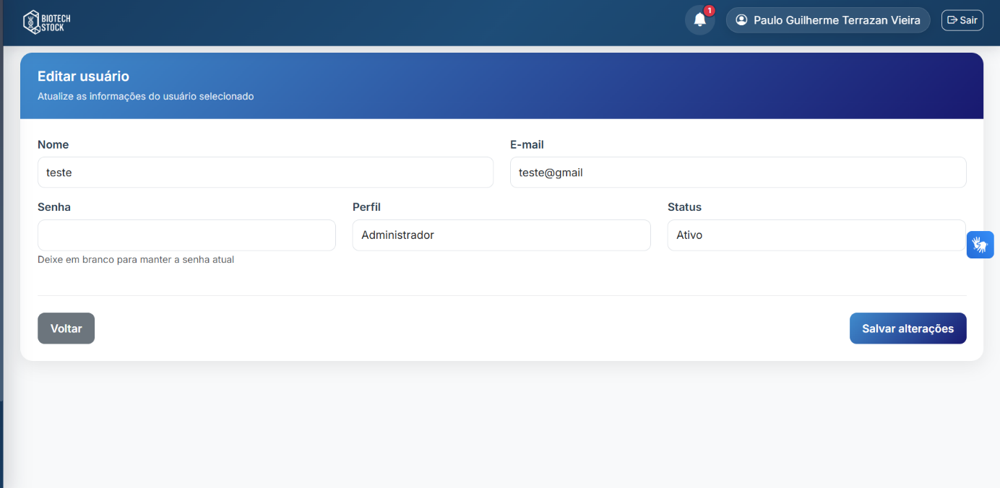 BIOTECH
STOCK
1
Paulo Guilherme Terrazan Vieira
Sair
Editar usuário
Atualize as informações do usuário selecionado
Nome
E-mail
teste
teste@gmail
Senha
Perfil
Status
Administrador
Ativo
Deixe em branco para manter a senha atual
Voltar
Salvar alterações